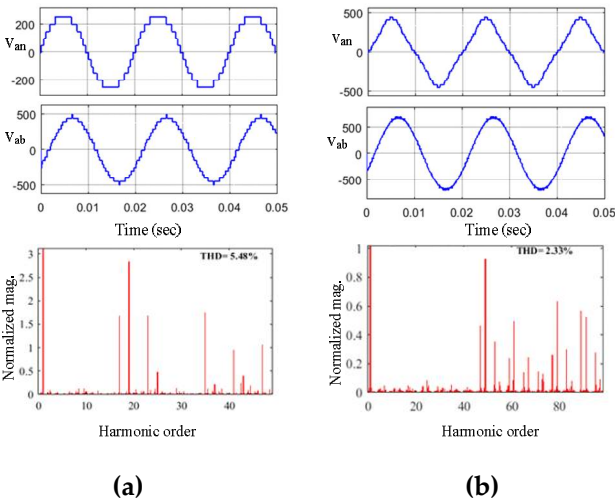 200
V_an
0
-200
500
V_ab
0
-500
0 0.01 0.02 0.03 0.04 0.05
Time (sec)
THD= 5.48%
Normalized mag.
3
2.5
2
1.5
1
0.5
0
0 10 20 30 40
Harmonic order
(a)
500
V_an
0
-500
500
V_ab
0
-500
0 0.01 0.02 0.03 0.04 0.05
Time (sec)
THD= 2.33%
Normalized mag.
1
0.8
0.6
0.4
0.2
0
0 20 40 60 80
Harmonic order
(b)